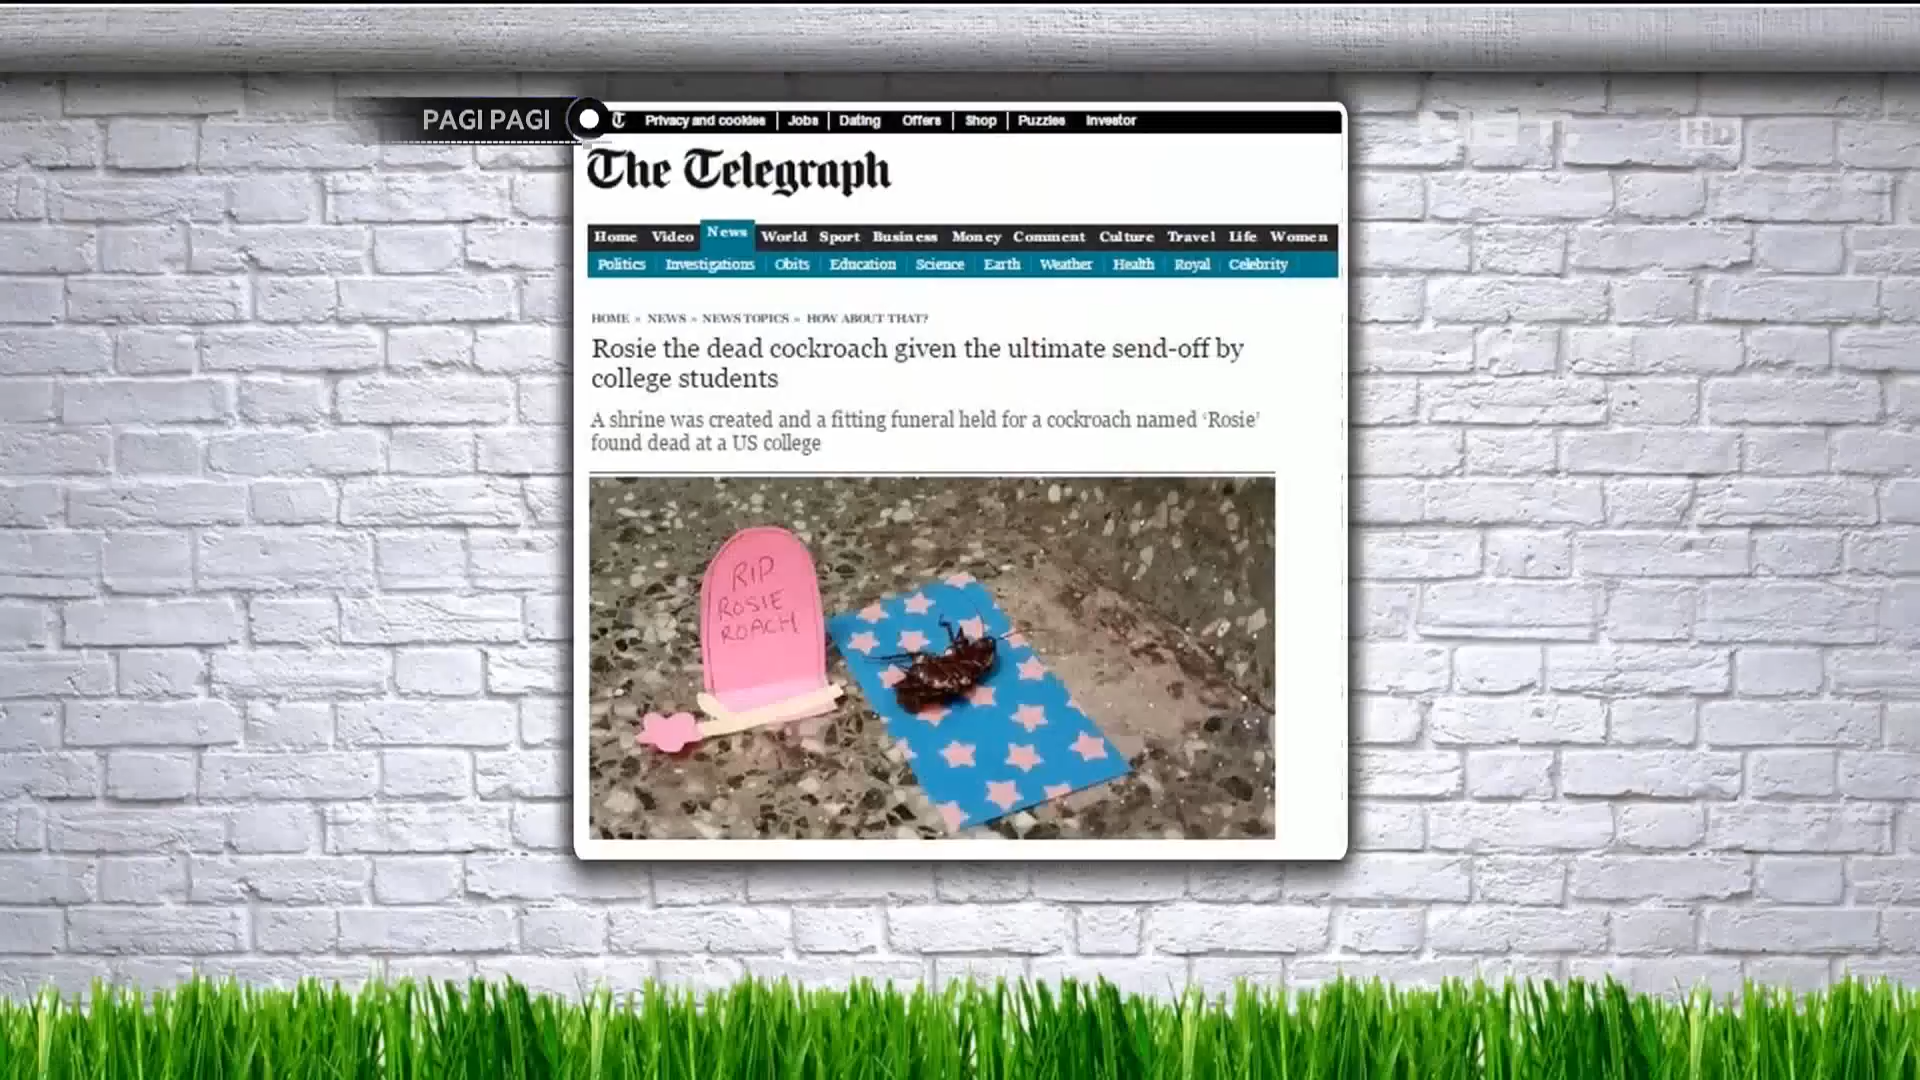 PAGI PAGI
Privacy and cookies Jobs Dating Offers Shop Puzzles Investor
The Telegraph
Home Video News World Sport Business Money Comment Culture Travel Life Women
Politics Investigations Obits Education Science Earth Weather Health Royal Celebrity
HOME » NEWS » NEWS TOPICS » HOW ABOUT THAT?
Rosie the dead cockroach given the ultimate send-off by
college students
A shrine was created and a fitting funeral held for a cockroach named ‘Rosie’
found dead at a US college
RIP
ROSIE
ROACH
HD